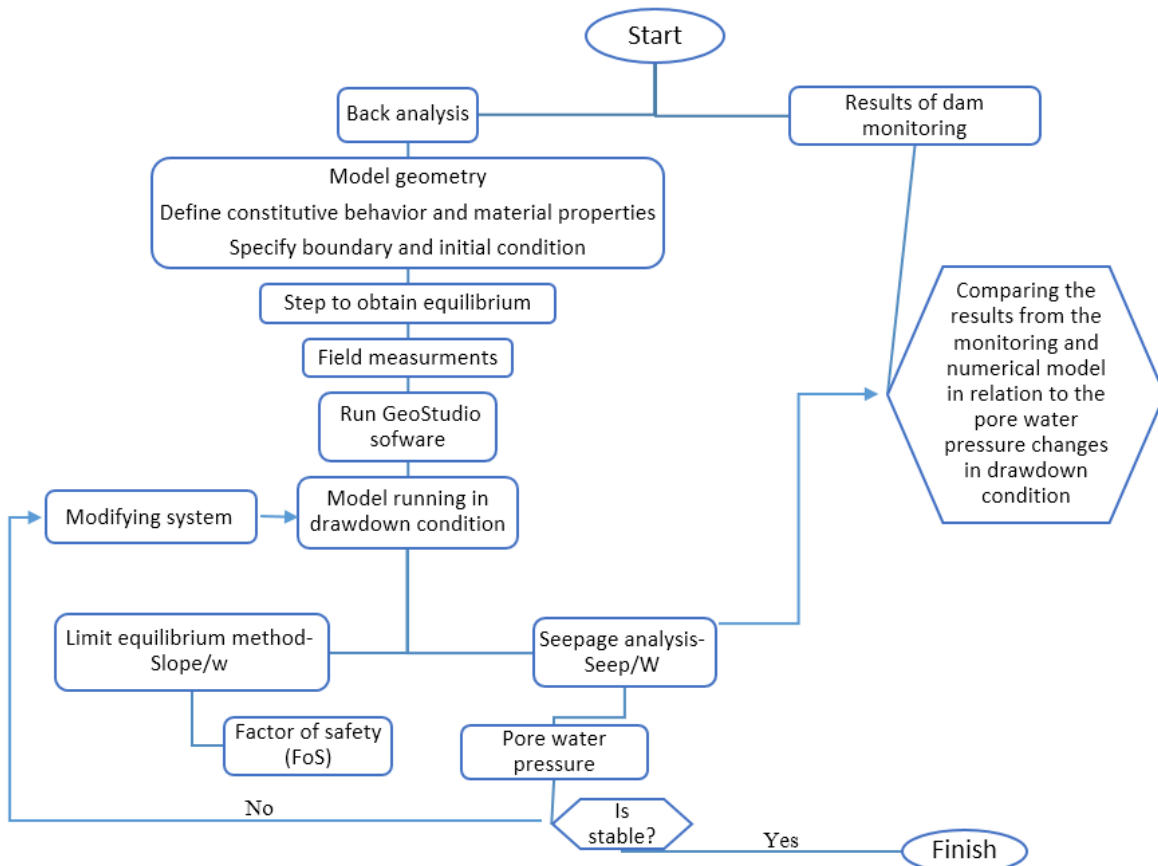 Start
Back analysis
Results of dam
monitoring
Model geometry
Define constitutive behavior and material properties
Specify boundary and initial condition
Step to obtain equilibrium
Field measurments
Run GeoStudio
sofware
Comparing the
results from the
monitoring and
numerical model
in relation to the
pore water
pressure changes
in drawdown
condition
Modifying system
Model running in
drawdown condition
Limit equilibrium method-
Slope/w
Seepage analysis-
Seep/W
Factor of safety
(FoS)
Pore water
pressure
No
Is
stable?
Yes
Finish